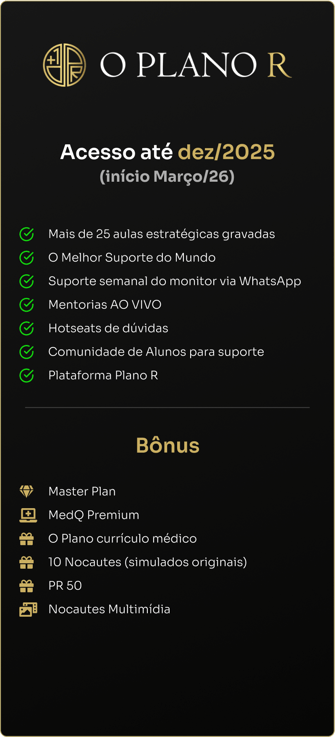 O PLANO R
Acesso até dez/2025
(início Março/26)
Mais de 25 aulas estratégicas gravadas
O Melhor Suporte do Mundo
Suporte semanal do monitor via WhatsApp
Mentorias AO VIVO
Hotseats de dúvidas
Comunidade de Alunos para suporte
Plataforma Plano R
Bônus
Master Plan
MedQ Premium
O Plano currículo médico
10 Nocautes (simulados originais)
PR 50
Nocautes Multimídia